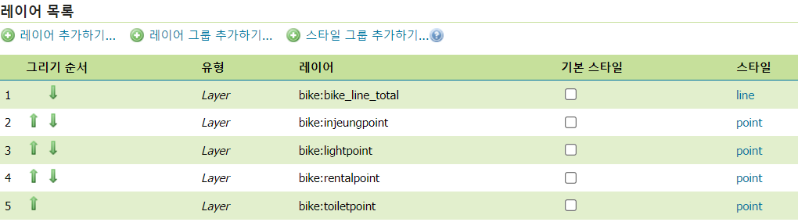 레이어 목록
레이어 추가하기... 레이어 그룹 추가하기... 스타일 그룹 추가하기...
그리기 순서 유형 레이어 기본 스타일 스타일
1 Layer bike:bike_line_total line
2 Layer bike:injeungpoint point
3 Layer bike:lightpoint point
4 Layer bike:rentalpoint point
5 Layer bike:toiletpoint point